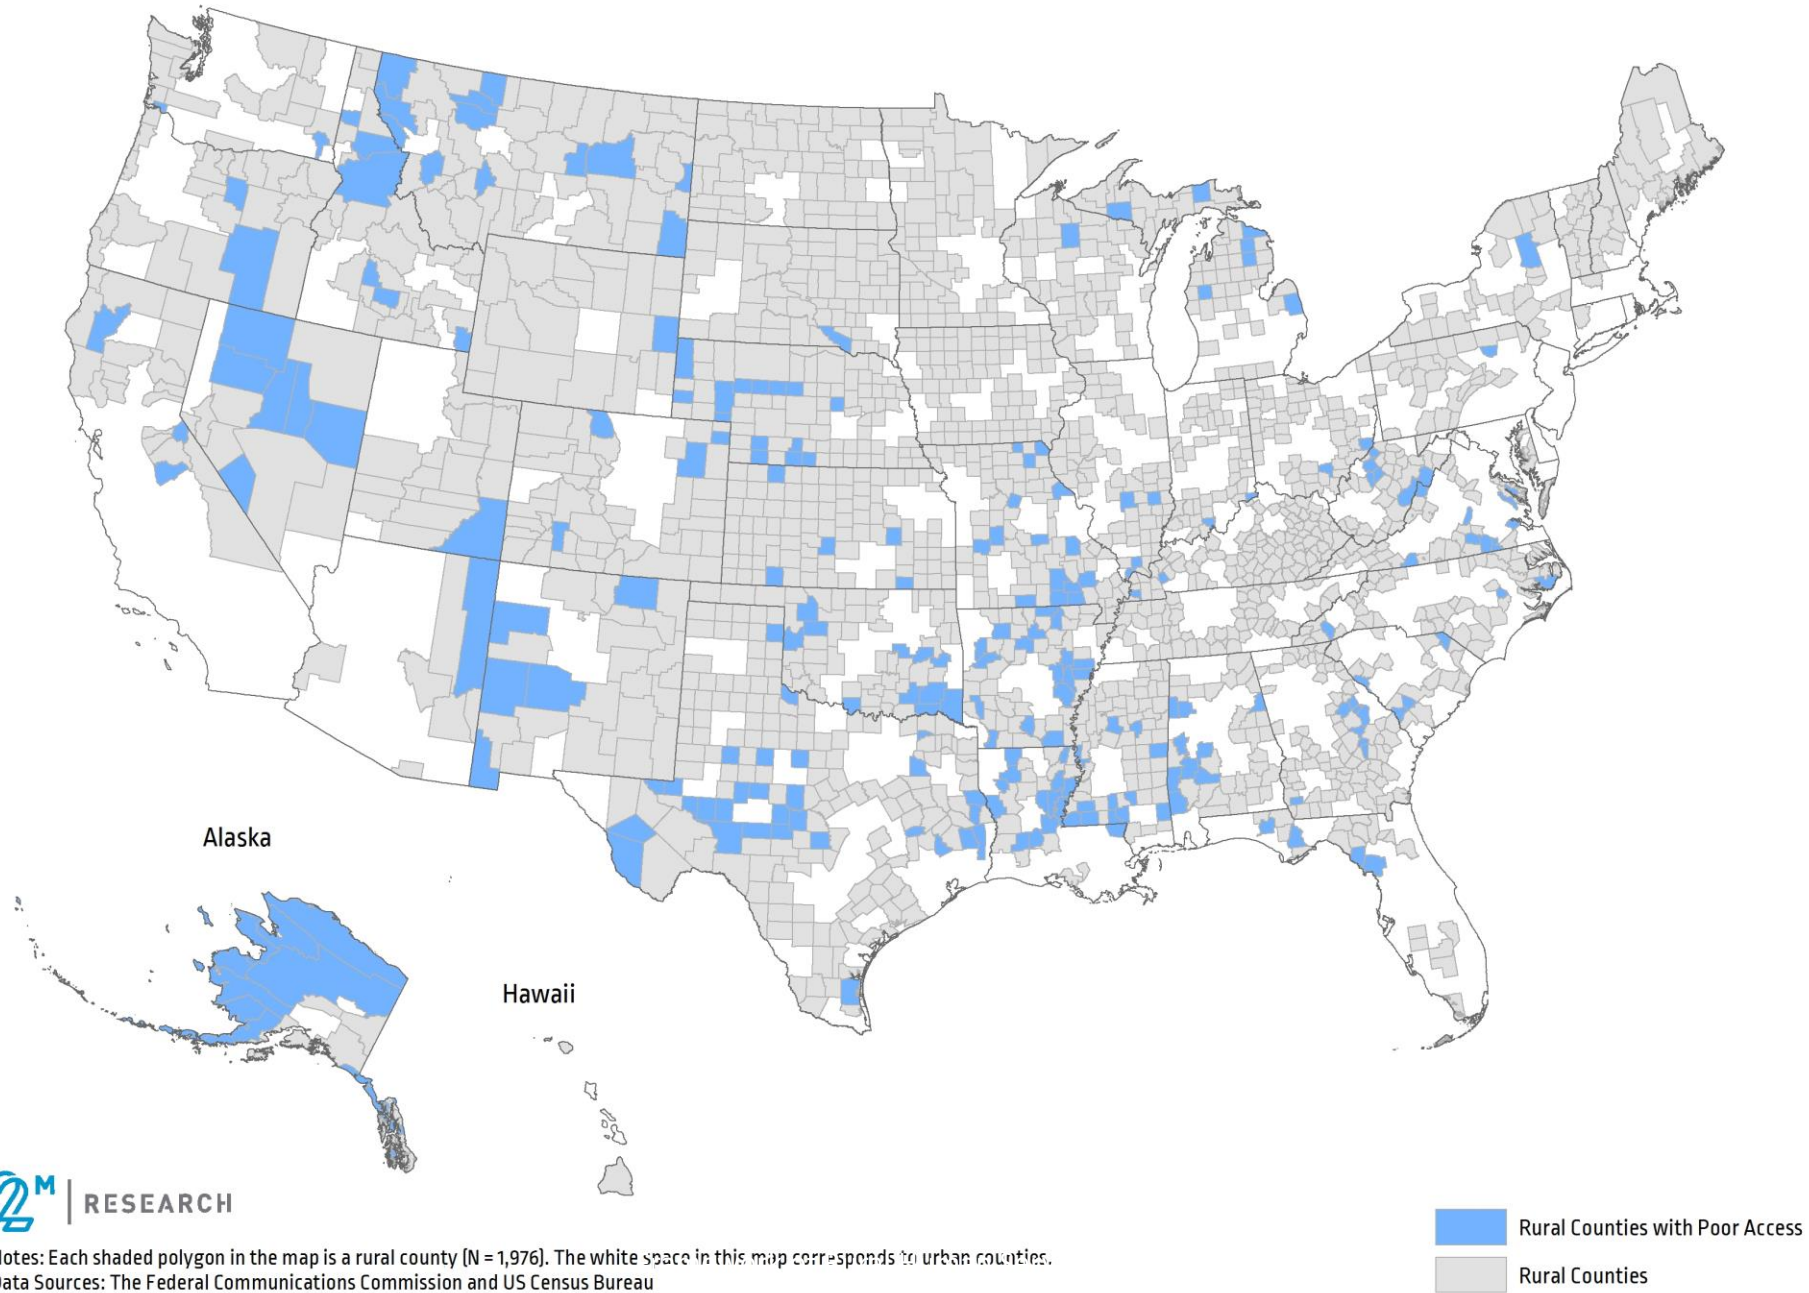 Alaska
Hawaii
2M RESEARCH
Notes: Each shaded polygon in the map is a rural county (N = 1,976). The white space in this map corresponds to urban counties.
Data Sources: The Federal Communications Commission and US Census Bureau
Rural Counties with Poor Access
Rural Counties